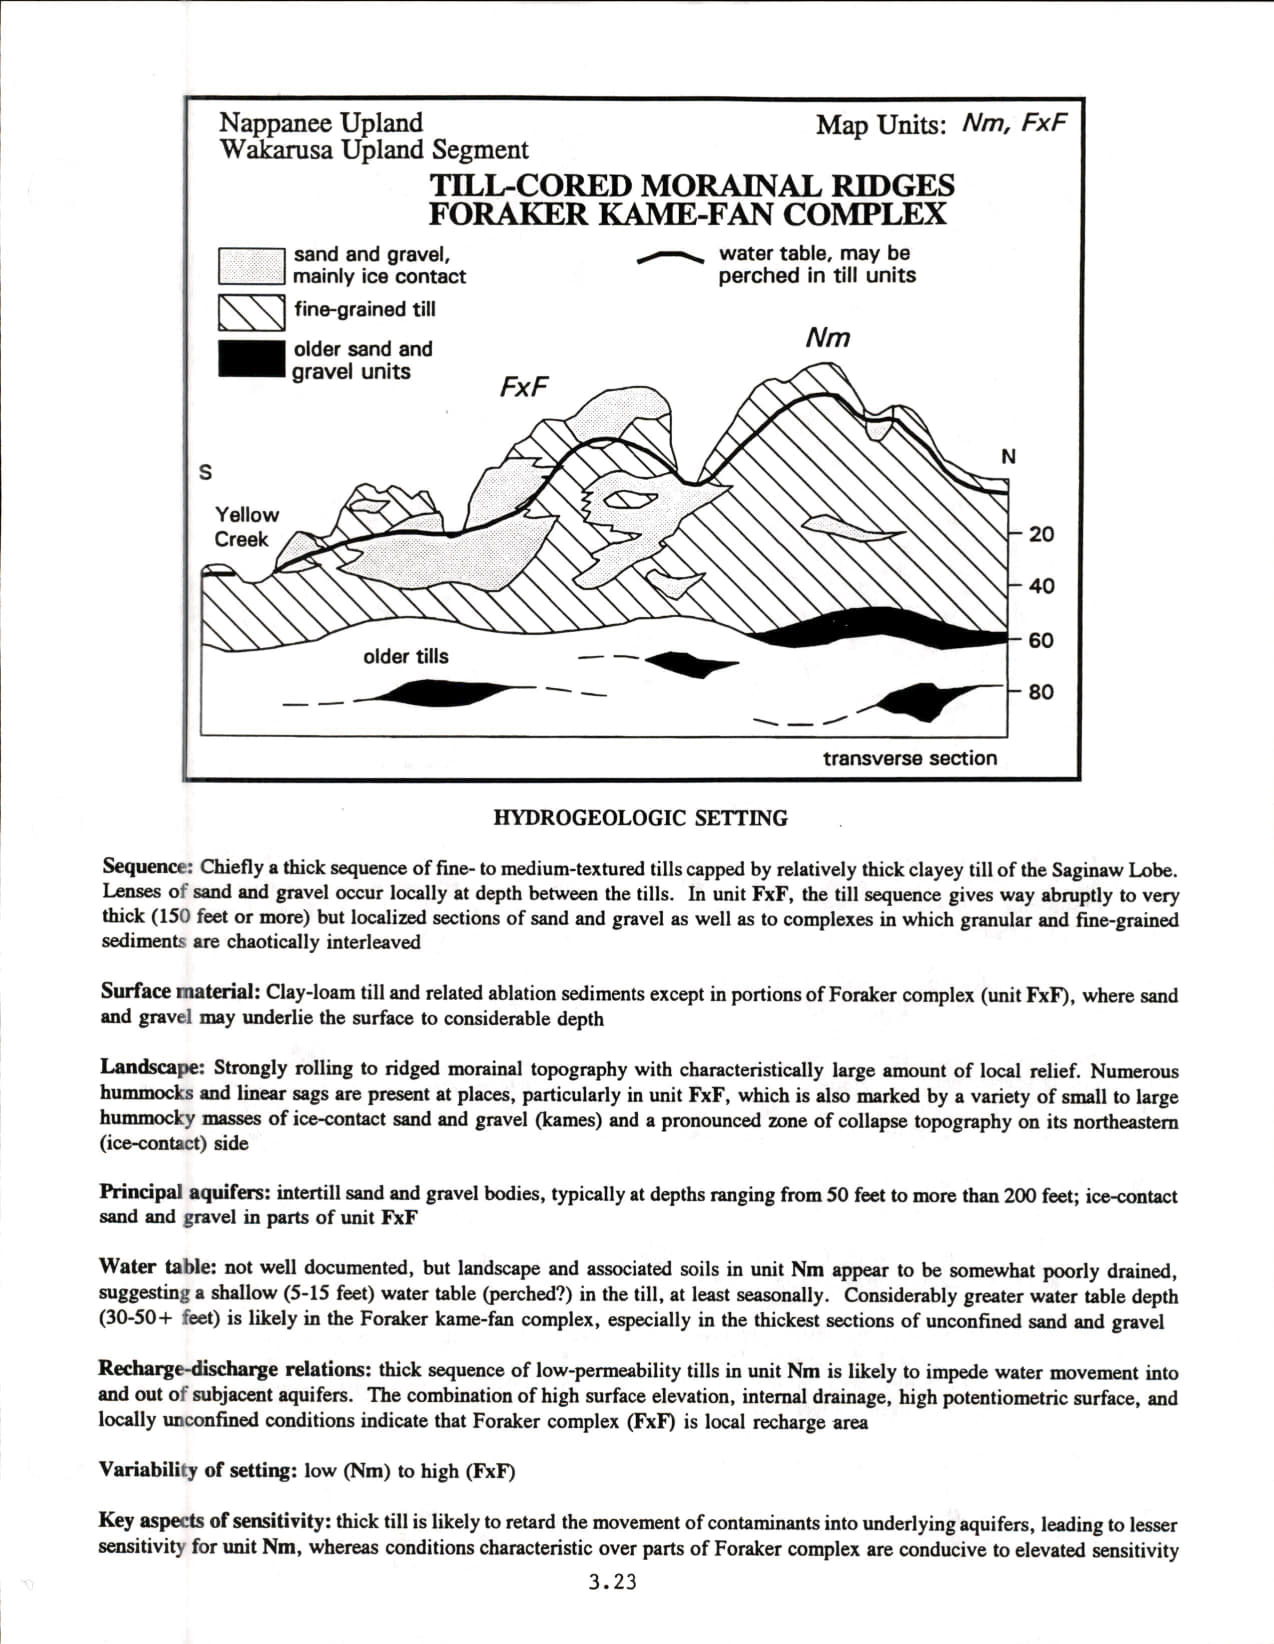 Nappanee Upland
Wakarusa Upland Segment
Map Units: Nm, FxF
TILL-CORED MORAINAL RIDGES
FORAKER KAME-FAN COMPLEX
sand and gravel,
mainly ice contact
fine-grained till
older sand and
gravel units
water table, may be
perched in till units
Nm
FxF
S
N
Yellow
Creek
20
40
60
80
older tills
transverse section
HYDROGEOLOGIC SETTING
Sequence: Chiefly a thick sequence of fine- to medium-textured tills capped by relatively thick clayey till of the Saginaw Lobe.
Lenses of sand and gravel occur locally at depth between the tills. In unit FxF, the till sequence gives way abruptly to very
thick (150 feet or more) but localized sections of sand and gravel as well as to complexes in which granular and fine-grained
sediments are chaotically interleaved
Surface material: Clay-loam till and related ablation sediments except in portions of Foraker complex (unit FxF), where sand
and gravel may underlie the surface to considerable depth
Landscape: Strongly rolling to ridged morainal topography with characteristically large amount of local relief. Numerous
hummocks and linear sags are present at places, particularly in unit FxF, which is also marked by a variety of small to large
hummocky masses of ice-contact sand and gravel (kames) and a pronounced zone of collapse topography on its northeastern
(ice-contact) side
Principal aquifers: intertill sand and gravel bodies, typically at depths ranging from 50 feet to more than 200 feet; ice-contact
sand and gravel in parts of unit FxF
Water table: not well documented, but landscape and associated soils in unit Nm appear to be somewhat poorly drained,
suggesting a shallow (5-15 feet) water table (perched?) in the till, at least seasonally. Considerably greater water table depth
(30-50+ feet) is likely in the Foraker kame-fan complex, especially in the thickest sections of unconfined sand and gravel
Recharge-discharge relations: thick sequence of low-permeability tills in unit Nm is likely to impede water movement into
and out of subjacent aquifers. The combination of high surface elevation, internal drainage, high potentiometric surface, and
locally unconfined conditions indicate that Foraker complex (FxF) is local recharge area
Variability of setting: low (Nm) to high (FxF)
Key aspects of sensitivity: thick till is likely to retard the movement of contaminants into underlying aquifers, leading to lesser
sensitivity for unit Nm, whereas conditions characteristic over parts of Foraker complex are conducive to elevated sensitivity
3.23